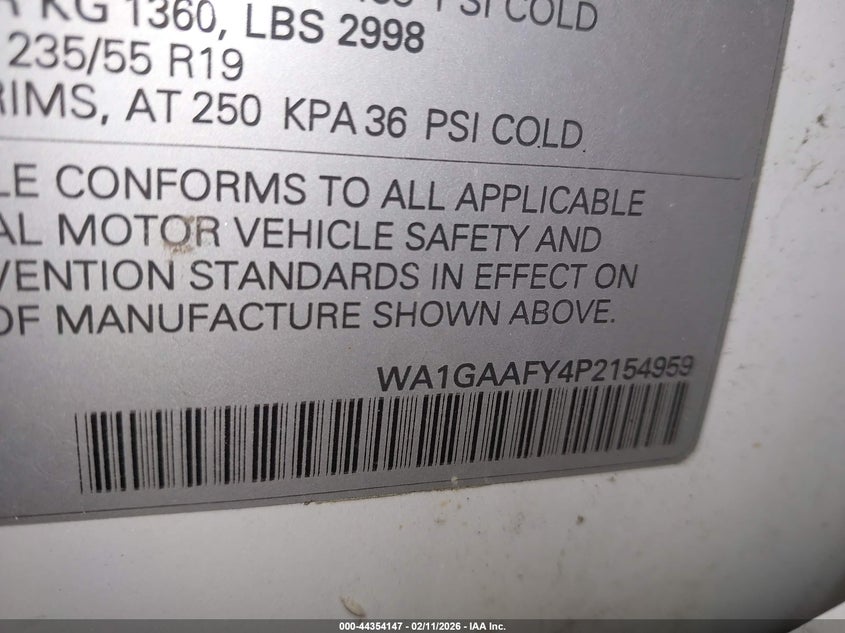 KG 1360, LBS 2998
PSI COLD
235/55 R19
RIMS, AT 250 KPA 36 PSI COLD
LE CONFORMS TO ALL APPLICABLE
AL MOTOR VEHICLE SAFETY AND
VENTION STANDARDS IN EFFECT ON
OF MANUFACTURE SHOWN ABOVE.
WA1GAAFY4P2154959
000-44354147 - 02/11/2026 - IAA Inc.